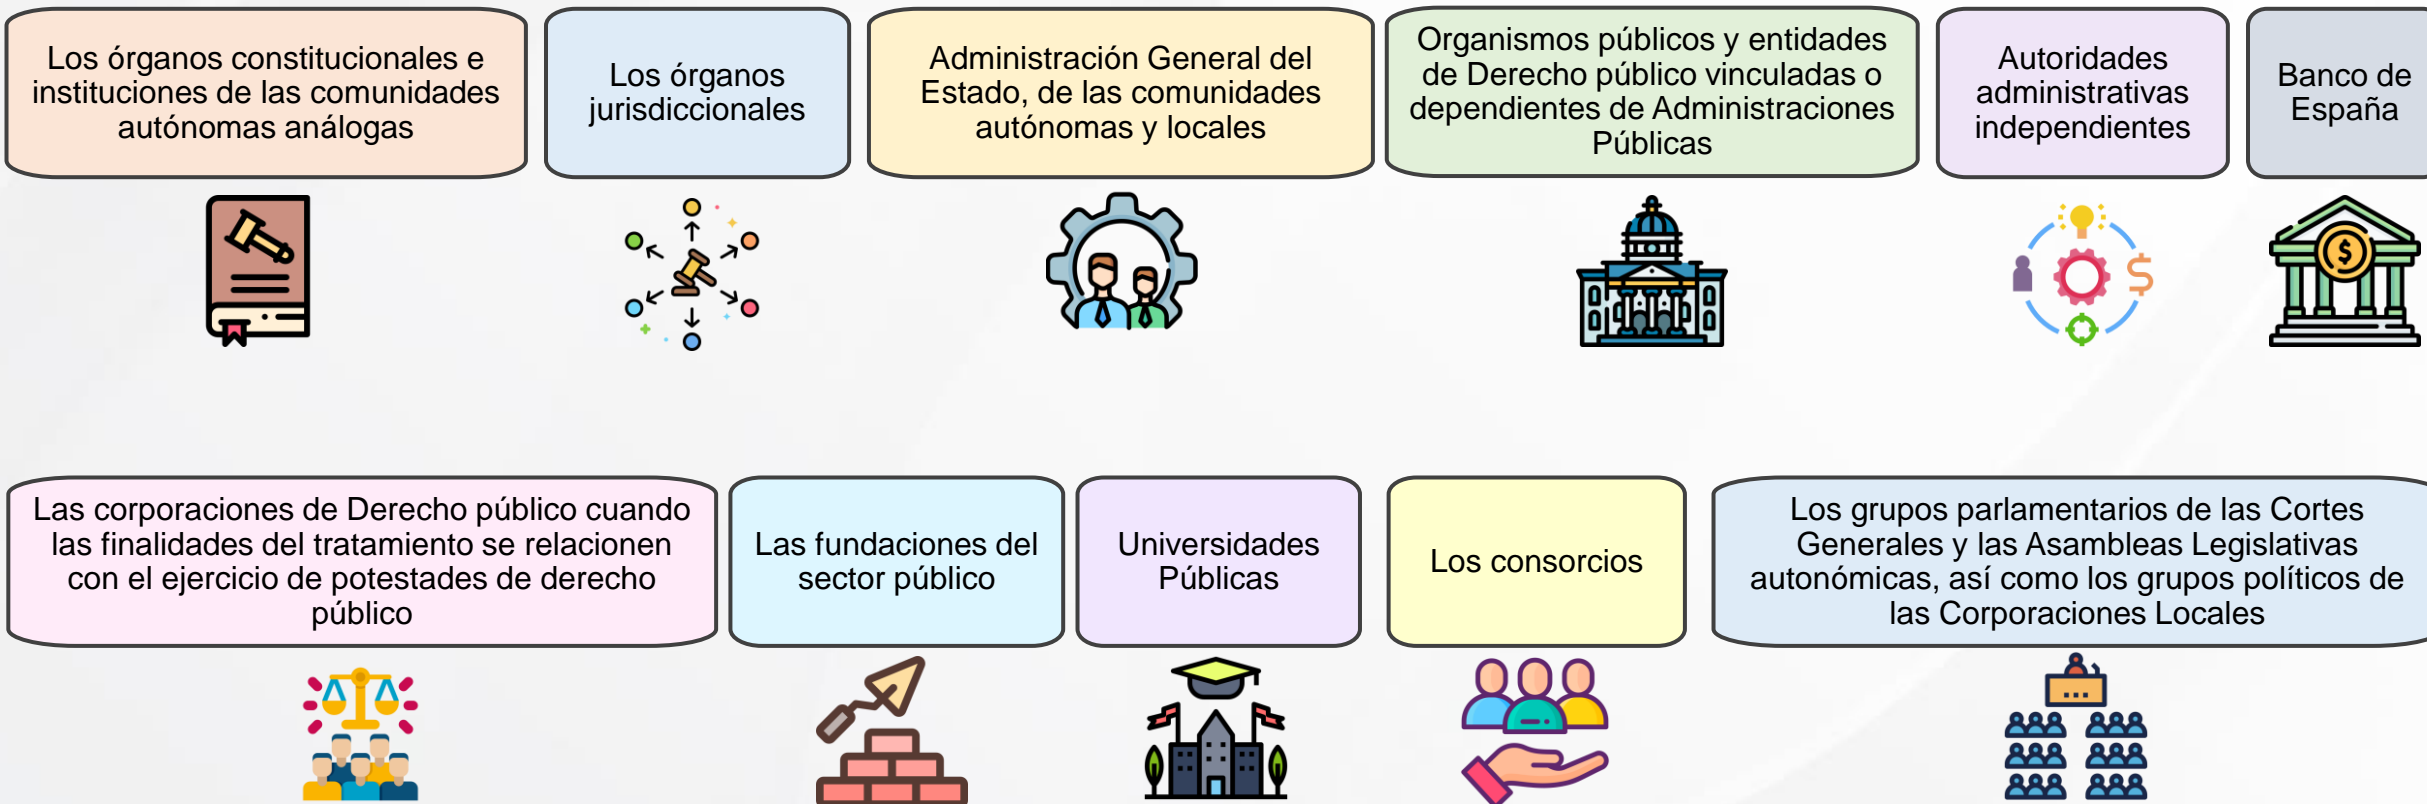 Los órganos constitucionales e
instituciones de las comunidades
autónomas análogas
Los órganos
jurisdiccionales
Administración General del
Estado, de las comunidades
autónomas y locales
Organismos públicos y entidades
de Derecho público vinculadas o
dependientes de Administraciones
Públicas
Autoridades
administrativas
independientes
Banco de
España
Las corporaciones de Derecho público cuando
las finalidades del tratamiento se relacionen
con el ejercicio de potestades de derecho
público
Las fundaciones del
sector público
Universidades
Públicas
Los consorcios
Los grupos parlamentarios de las Cortes
Generales y las Asambleas Legislativas
autonómicas, así como los grupos políticos de
las Corporaciones Locales